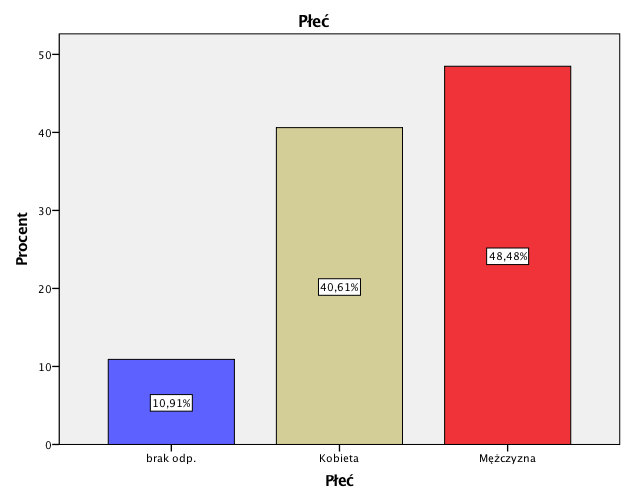 Płeć
Procent
50
40
30
20
10
0
48,48%
40,61%
10,91%
brak odp.
Kobieta
Mężczyzna
Płeć